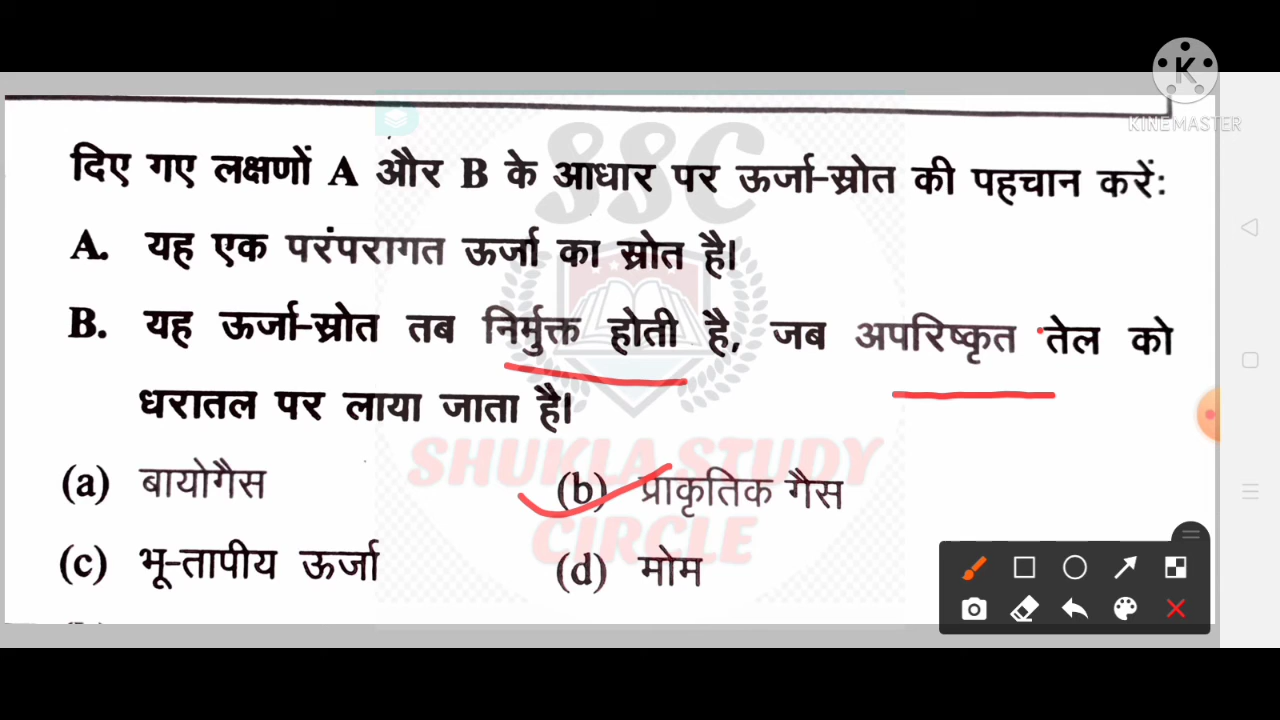 KINEMASTER
SSC
दिए गए लक्षणों A और B के आधार पर ऊर्जा-स्रोत की पहचान करें:
A. यह एक परंपरागत ऊर्जा का स्रोत है।
B. यह ऊर्जा-स्रोत तब निर्मुक्त होती है, जब अपरिष्कृत तेल को
धरातल पर लाया जाता है।
SHUKLA STUDY
(a) बायोगैस (b) प्राकृतिक गैस
CIRCLE
(c) भू-तापीय ऊर्जा (d) मोम